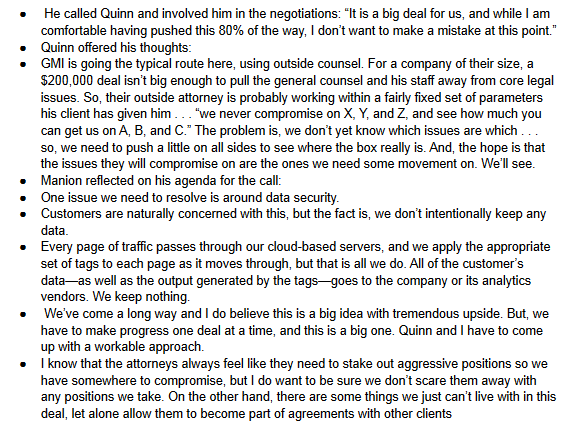 • He called Quinn and involved him in the negotiations: “It is a big deal for us, and while I am
comfortable having pushed this 80% of the way, I don’t want to make a mistake at this point.”
• Quinn offered his thoughts:
• GMI is going the typical route here, using outside counsel. For a company of their size, a
$200,000 deal isn’t big enough to pull the general counsel and his staff away from core legal
issues. So, their outside attorney is probably working within a fairly fixed set of parameters
his client has given him . . . “we never compromise on X, Y, and Z, and see how much you
can get us on A, B, and C.” The problem is, we don’t yet know which issues are which . . .
so, we need to push a little on all sides to see where the box really is. And, the hope is that
the issues they will compromise on are the ones we need some movement on. We’ll see.
• Manion reflected on his agenda for the call:
• One issue we need to resolve is around data security.
• Customers are naturally concerned with this, but the fact is, we don’t intentionally keep any
data.
• Every page of traffic passes through our cloud-based servers, and we apply the appropriate
set of tags to each page as it moves through, but that is all we do. All of the customer’s
data—as well as the output generated by the tags—goes to the company or its analytics
vendors. We keep nothing.
• We’ve come a long way and I do believe this is a big idea with tremendous upside. But, we
have to make progress one deal at a time, and this is a big one. Quinn and I have to come
up with a workable approach.
• I know that the attorneys always feel like they need to stake out aggressive positions so we
have somewhere to compromise, but I do want to be sure we don’t scare them away with
any positions we take. On the other hand, there are some things we just can’t live with in this
deal, let alone allow them to become part of agreements with other clients